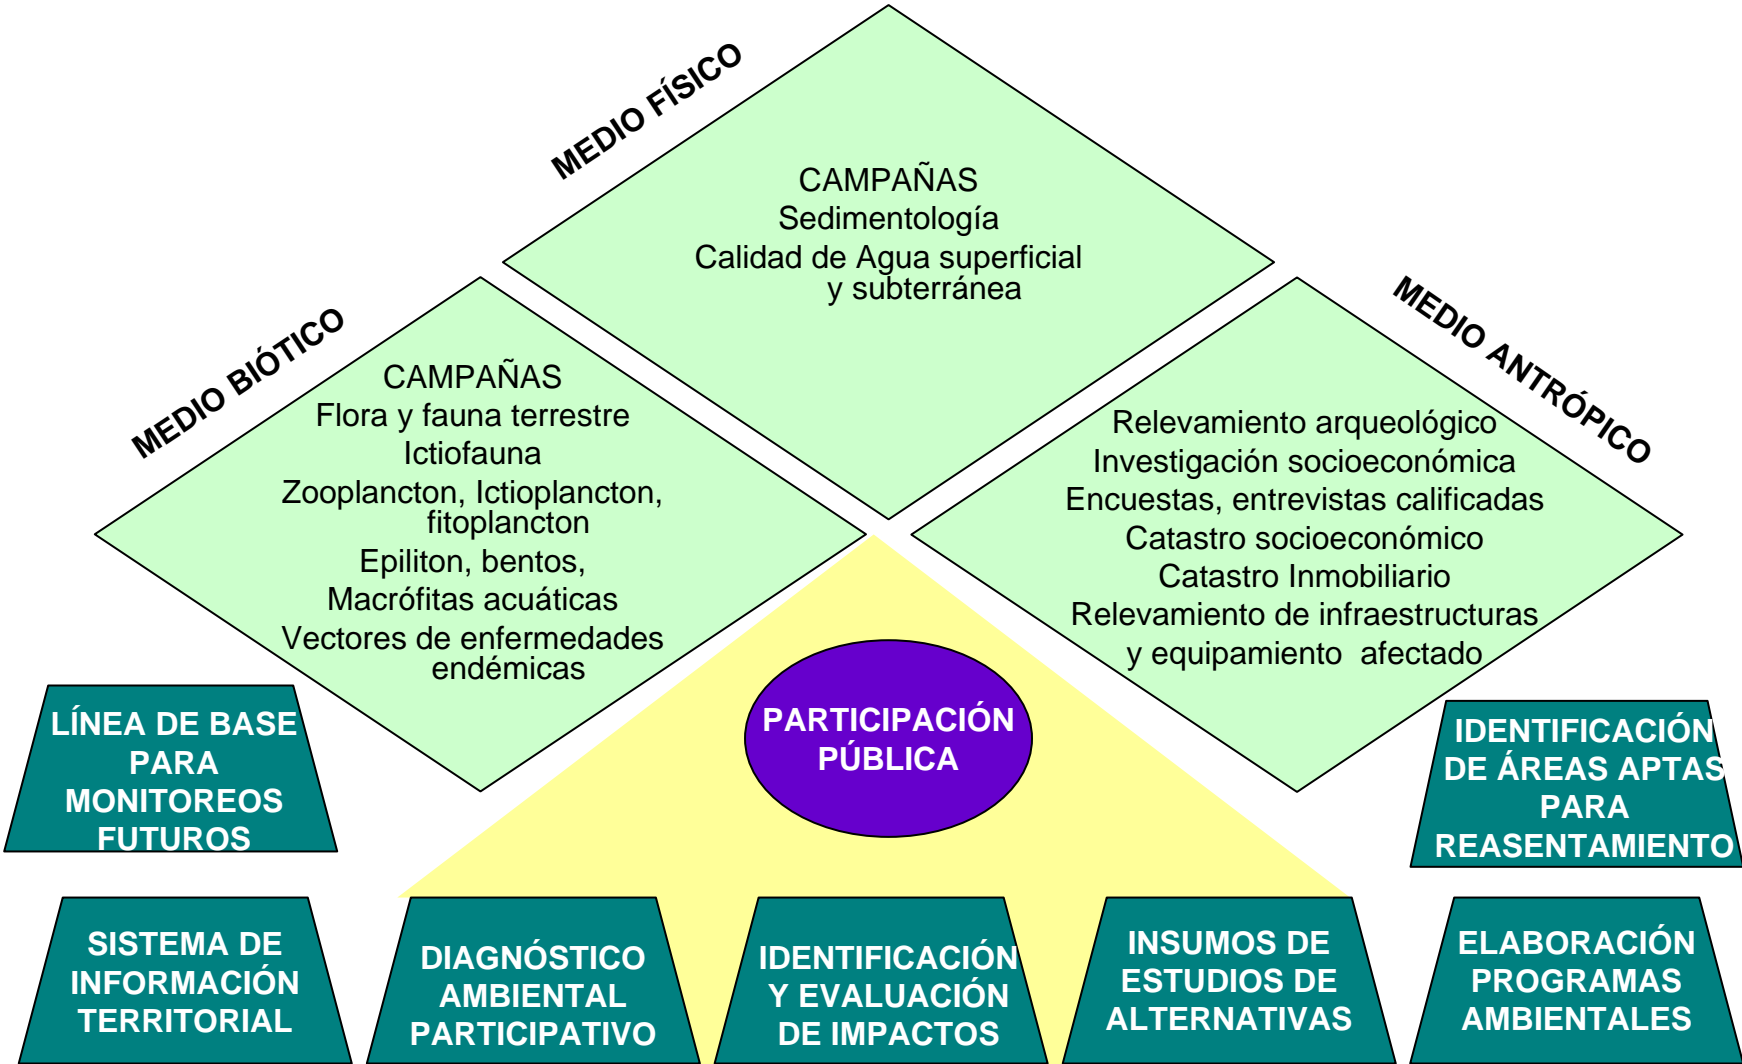 MEDIO FÍSICO
CAMPAÑAS
Sedimentología
Calidad de Agua superficial
y subterránea
MEDIO BIÓTICO
CAMPAÑAS
Flora y fauna terrestre
Ictiofauna
Zooplancton, Ictioplancton,
fitoplancton
Epiliton, bentos,
Macrófitas acuáticas
Vectores de enfermedades
endémicas
MEDIO ANTRÓPICO
Relevamiento arqueológico
Investigación socioeconómica
Encuestas, entrevistas calificadas
Catastro socioeconómico
Catastro Inmobiliario
Relevamiento de infraestructuras
y equipamiento afectado
PARTICIPACIÓN
PÚBLICA
LÍNEA DE BASE
PARA
MONITOREOS
FUTUROS
IDENTIFICACIÓN
DE ÁREAS APTAS
PARA
REASENTAMIENTO
SISTEMA DE
INFORMACIÓN
TERRITORIAL
DIAGNÓSTICO
AMBIENTAL
PARTICIPATIVO
IDENTIFICACIÓN
Y EVALUACIÓN
DE IMPACTOS
INSUMOS DE
ESTUDIOS DE
ALTERNATIVAS
ELABORACIÓN
PROGRAMAS
AMBIENTALES